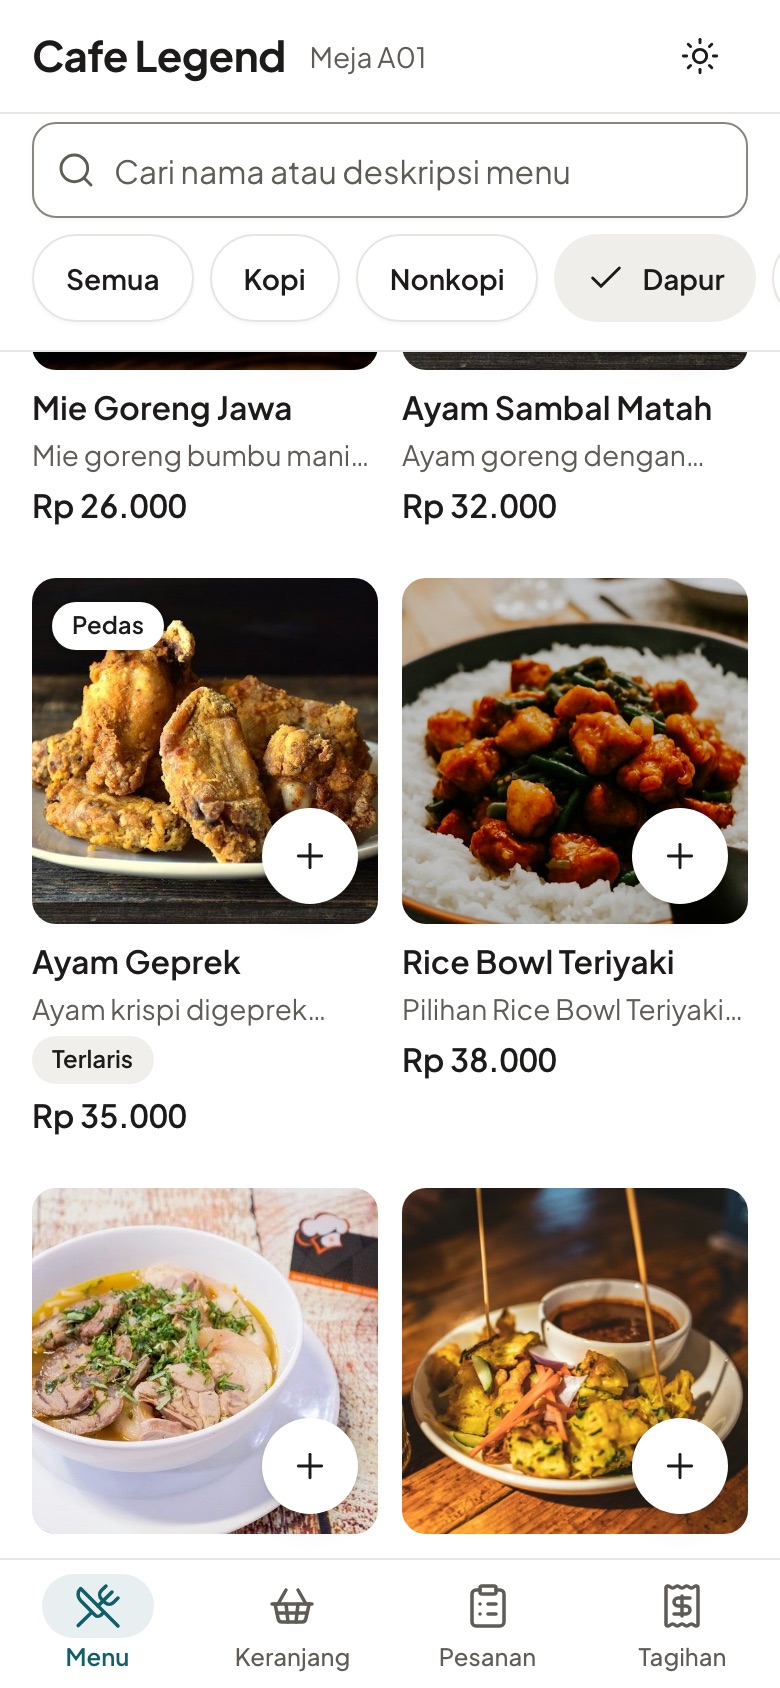 Cafe Legend Meja A01
Cari nama atau deskripsi menu
Semua Kopi Nonkopi Dapur
Mie Goreng Jawa
Mie goreng bumbu mani...
Rp 26.000
Ayam Sambal Matah
Ayam goreng dengan...
Rp 32.000
Pedas
Ayam Geprek
Ayam krispi digeprek...
Terlaris
Rp 35.000
Rice Bowl Teriyaki
Pilihan Rice Bowl Teriyaki...
Rp 38.000
Menu Keranjang Pesanan Tagihan